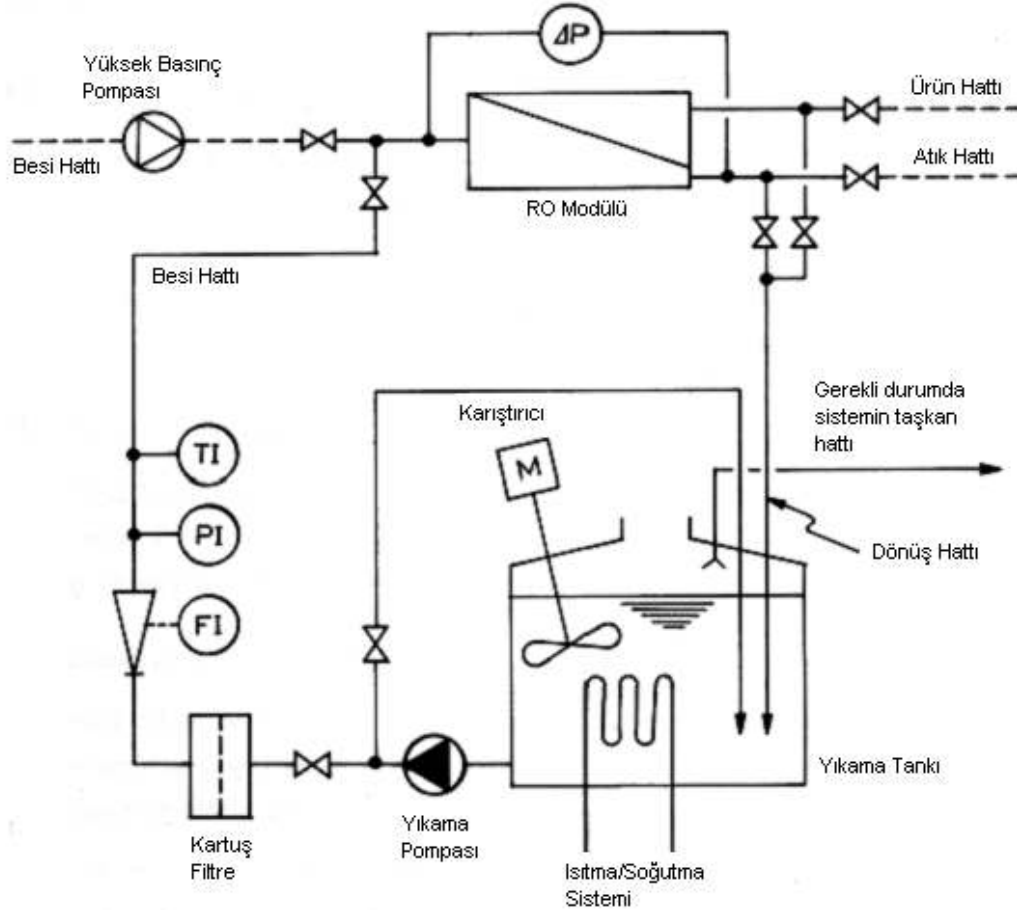 ΔP
Yüksek Basınç
Pompası
Ürün Hattı
Besi Hattı
Atık Hattı
RO Modülü
Besi Hattı
Gerekli durumda
sistemin taşkan
hattı
Karıştırıcı
M
TI
PI
Dönüş Hattı
FI
Yıkama Tankı
Yıkama
Pompası
Kartuş
Filtre
Isıtma/Soğutma
Sistemi